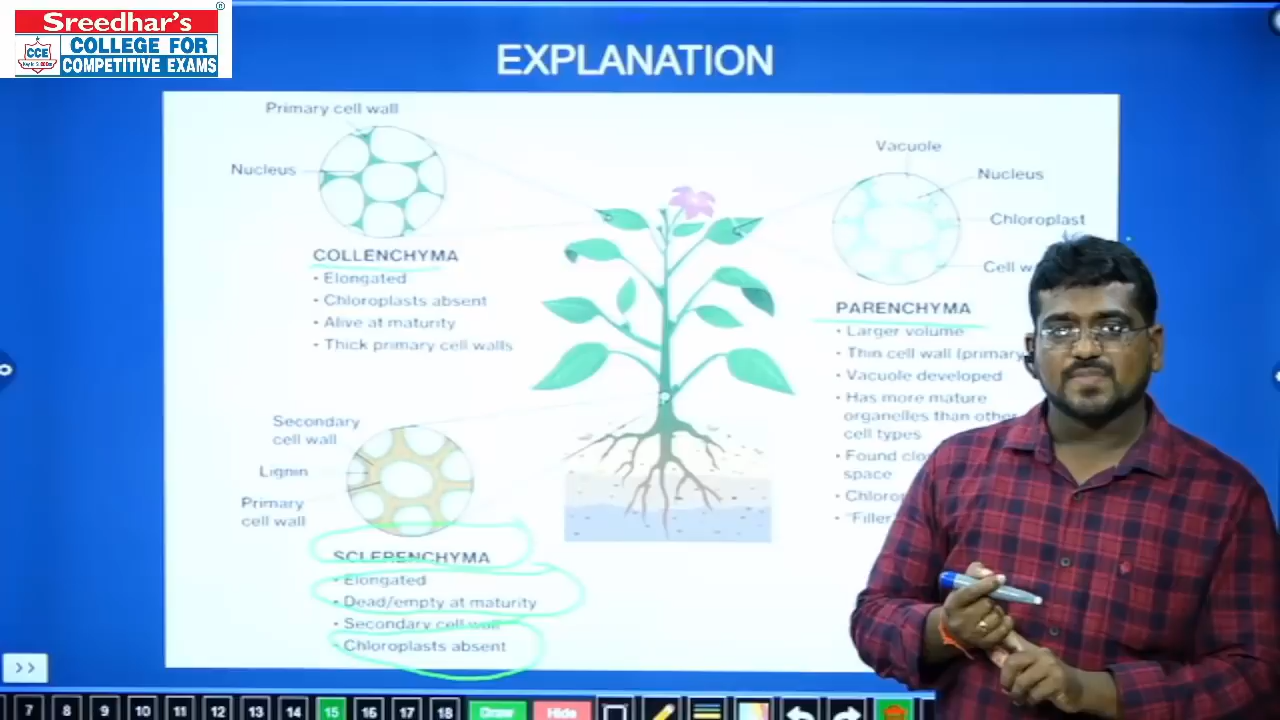 Sreedhar's
CCE
COLLEGE FOR
COMPETITIVE EXAMS
EXPLANATION
Primary cell wall
Nucleus
COLLENCHYMA
• Elongated
• Chloroplasts absent
• Alive at maturity
• Thick primary cell walls
Secondary
cell wall
Lignin
Primary
cell wall
SCLERENCHYMA
• Elongated
• Dead/empty at maturity
• Secondary cell wall
• Chloroplasts absent
Vacuole
Nucleus
Chloroplast
Cell w
PARENCHYMA
• Larger volume
• Thin cell wall (primary
• Vacuole developed
• Has more mature
organelles than other
cell types
• Found clo
space
• Chlorop
• "Filler
>>
7 8 9 10 11 12 13 14 15 16 17 18 Draw Hide